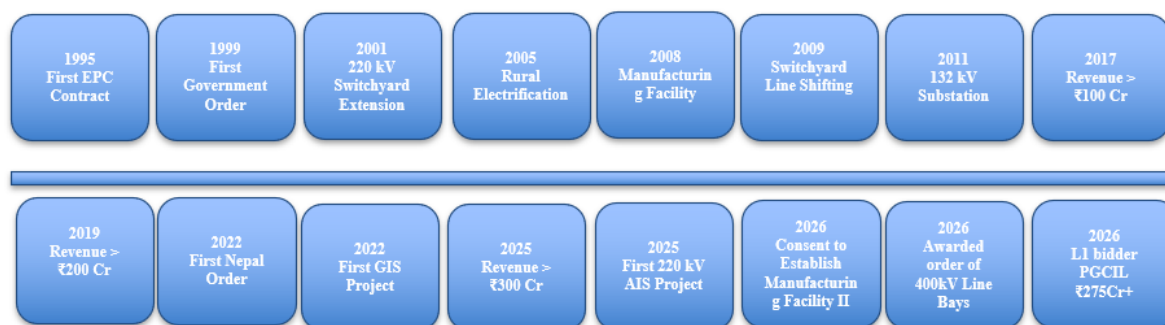 1995
First EPC
Contract
1999
First
Government
Order
2001
220 kV
Switchyard
Extension
2005
Rural
Electrification
2008
Manufacturin
g Facility
2009
Switchyard
Line Shifting
2011
132 kV
Substation
2017
Revenue >
₹100 Cr
2019
Revenue >
₹200 Cr
2022
First Nepal
Order
2022
First GIS
Project
2025
Revenue >
₹300 Cr
2025
First 220 kV
AIS Project
2026
Consent to
Establish
Manufacturin
g Facility II
2026
Awarded
order of
400kV Line
Bays
2026
L1 bidder
PGCIL
₹275Cr+